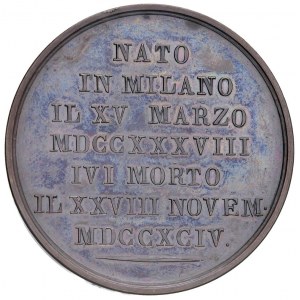 NATO
IN MILANO
IL XV MARZO
MDCCXXXVIII
IVI MORTO
IL XXVIII NOVEM·
MDCCXCIV.